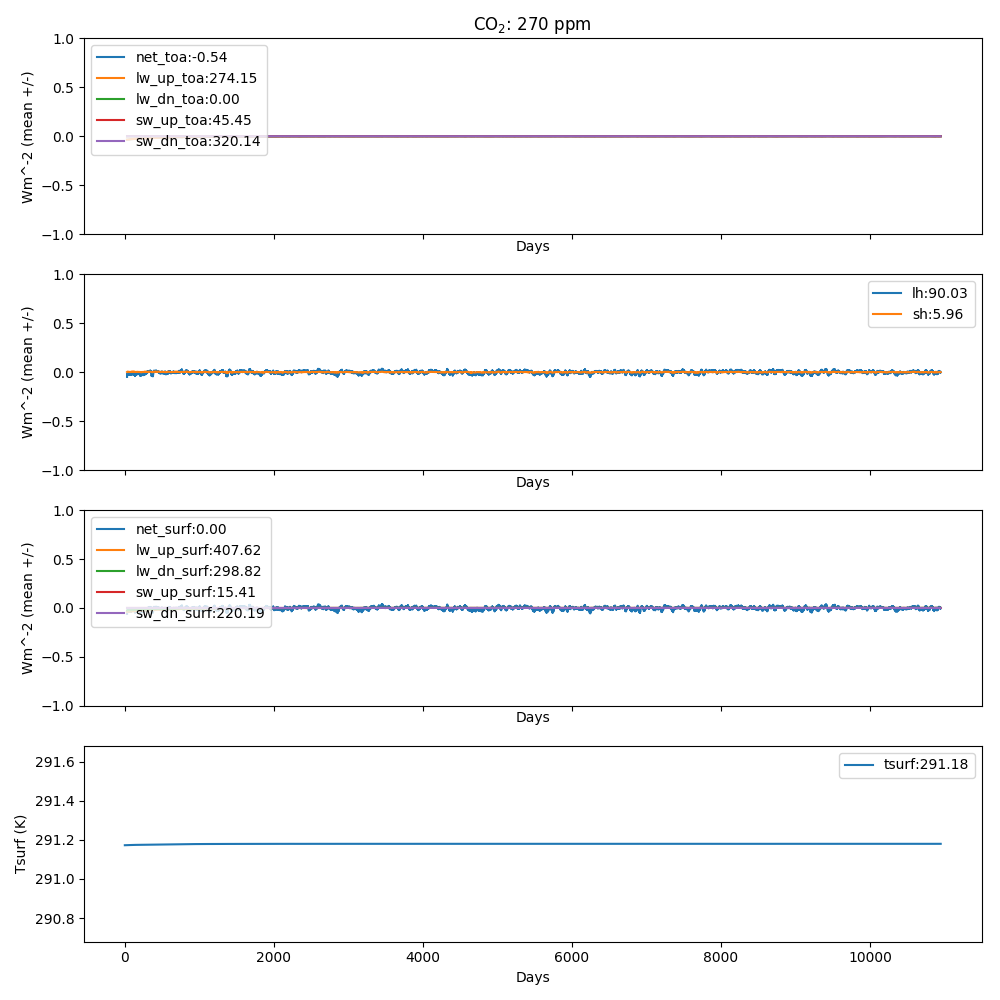 CO₂: 270 ppm
1.0
0.5
0.0
−0.5
−1.0
Wm^-2 (mean +/-)
net_toa:-0.54
lw_up_toa:274.15
lw_dn_toa:0.00
sw_up_toa:45.45
sw_dn_toa:320.14
Days
1.0
0.5
0.0
−0.5
−1.0
Wm^-2 (mean +/-)
lh:90.03
sh:5.96
Days
1.0
0.5
0.0
−0.5
−1.0
Wm^-2 (mean +/-)
net_surf:0.00
lw_up_surf:407.62
lw_dn_surf:298.82
sw_up_surf:15.41
sw_dn_surf:220.19
Days
291.6
291.4
291.2
291.0
290.8
Tsurf (K)
tsurf:291.18
0 2000 4000 6000 8000 10000
Days